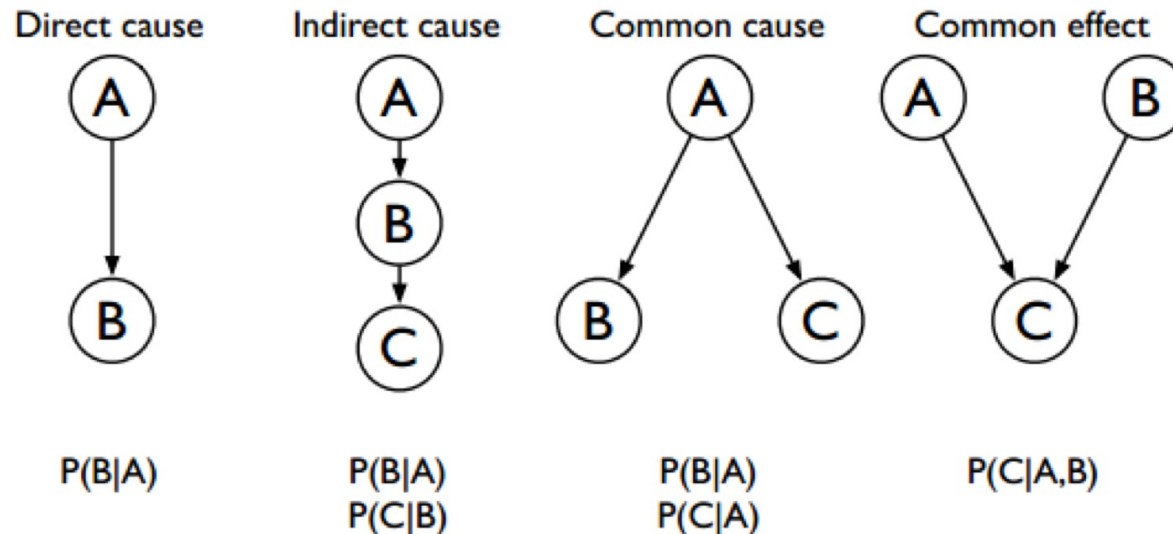 Direct cause
Indirect cause
Common cause
Common effect
A
A
A
A
B
B
B
B
C
C
C
P(B|A)
P(B|A)
P(B|A)
P(C|A,B)
P(C|B)
P(C|A)